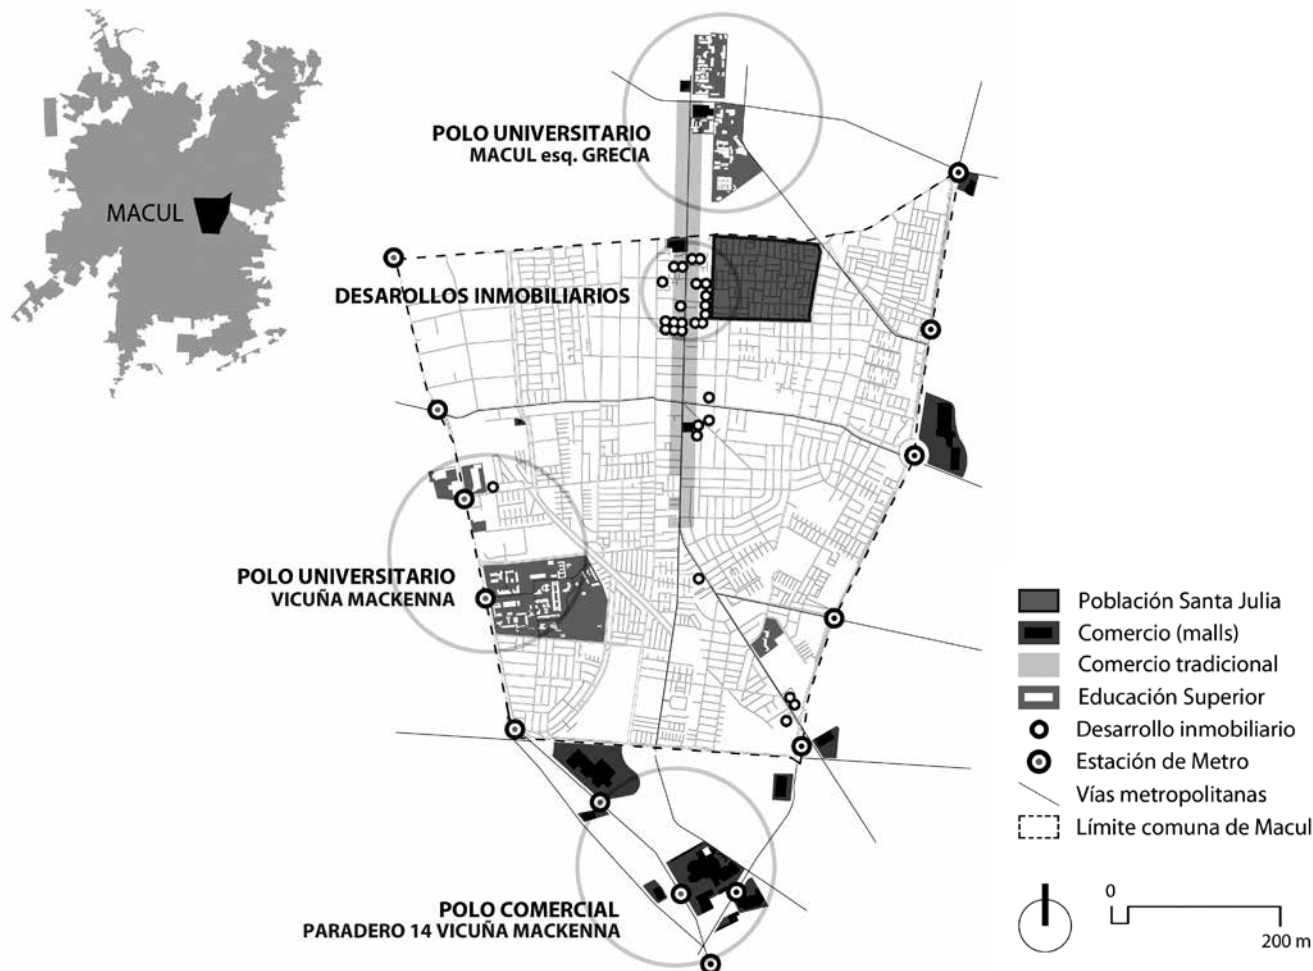 MACUL
POLO UNIVERSITARIO
MACUL esq. GRECIA
DESAROLLOS INMOBILIARIOS
POLO UNIVERSITARIO
VICUÑA MACKENNA
POLO COMERCIAL
PARADERO 14 VICUÑA MACKENNA
Población Santa Julia
Comercio (malls)
Comercio tradicional
Educación Superior
Desarrollo inmobiliario
Estación de Metro
Vías metropolitanas
Límite comuna de Macul
0
200 m